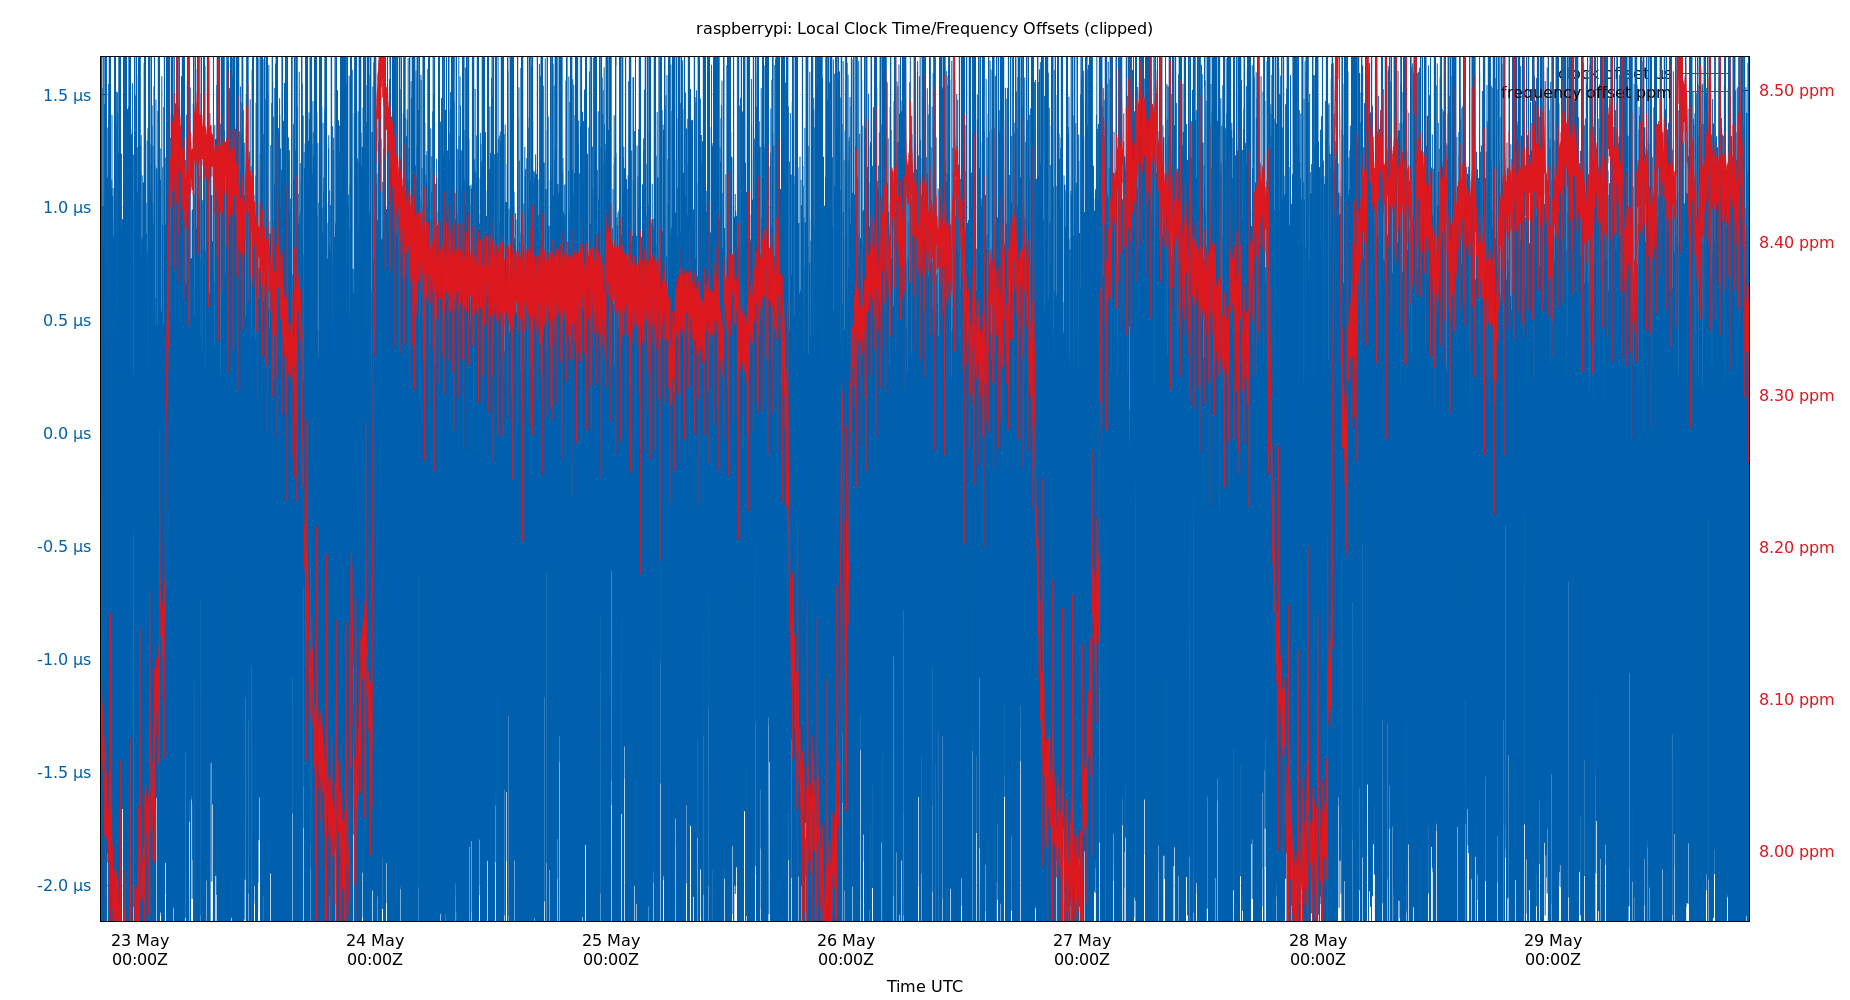 raspberrypi: Local Clock Time/Frequency Offsets (clipped)
clock offset µs
frequency offset ppm
1.5 µs
1.0 µs
0.5 µs
0.0 µs
-0.5 µs
-1.0 µs
-1.5 µs
-2.0 µs
8.50 ppm
8.40 ppm
8.30 ppm
8.20 ppm
8.10 ppm
8.00 ppm
23 May
00:00Z
24 May
00:00Z
25 May
00:00Z
26 May
00:00Z
27 May
00:00Z
28 May
00:00Z
29 May
00:00Z
Time UTC